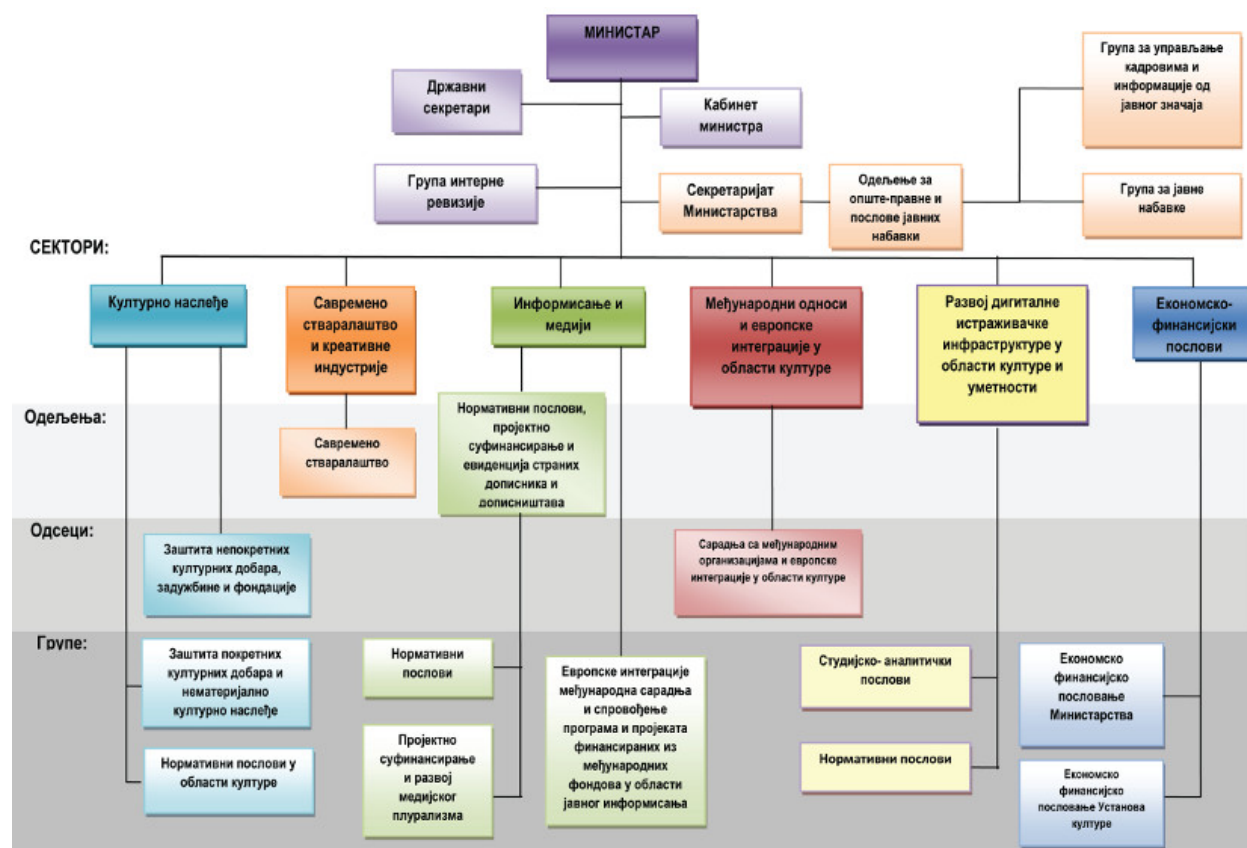 МИНИСТАР
Државни
секретари
Кабинет
министра
Група за управљање
кадровима и
информације од
јавног значаја
Група интерне
ревизије
Секретаријат
Министарства
Одељење за
опште-правне и
послове јавних
набавки
Група за јавне
набавке
СЕКТОРИ:
Културно наслеђе
Савремено
стваралаштво
и креативне
индустрије
Информисање и
медији
Међународни односи
и европске
интеграције у
области културе
Развој дигиталне
истраживачке
инфраструктуре у
области културе и
уметности
Економско-
финансијски
послови
Одељења:
Савремено
стваралаштво
Нормативни послови,
пројектно
суфинансирање и
евиденција страних
дописника и
дописништава
Одсеци:
Заштита непокретних
културних добара,
задужбине и фондације
Сарадња са међународним
организацијама и европске
интеграције у области културе
Групе:
Заштита покретних
културних добара и
нематеријално
културно наслеђе
Нормативни послови у
области културе
Нормативни
послови
Пројектно
суфинансирање
и развој
медијског
плурализма
Европске интеграције
међународна сарадња
и спровођење
програма и пројеката
финансираних из
међународних
фондова у области
јавног информисања
Студијско- аналитички
послови
Нормативни послови
Економско
финансијско
пословање
Министарства
Економско
финансијско
пословање Установа
културе